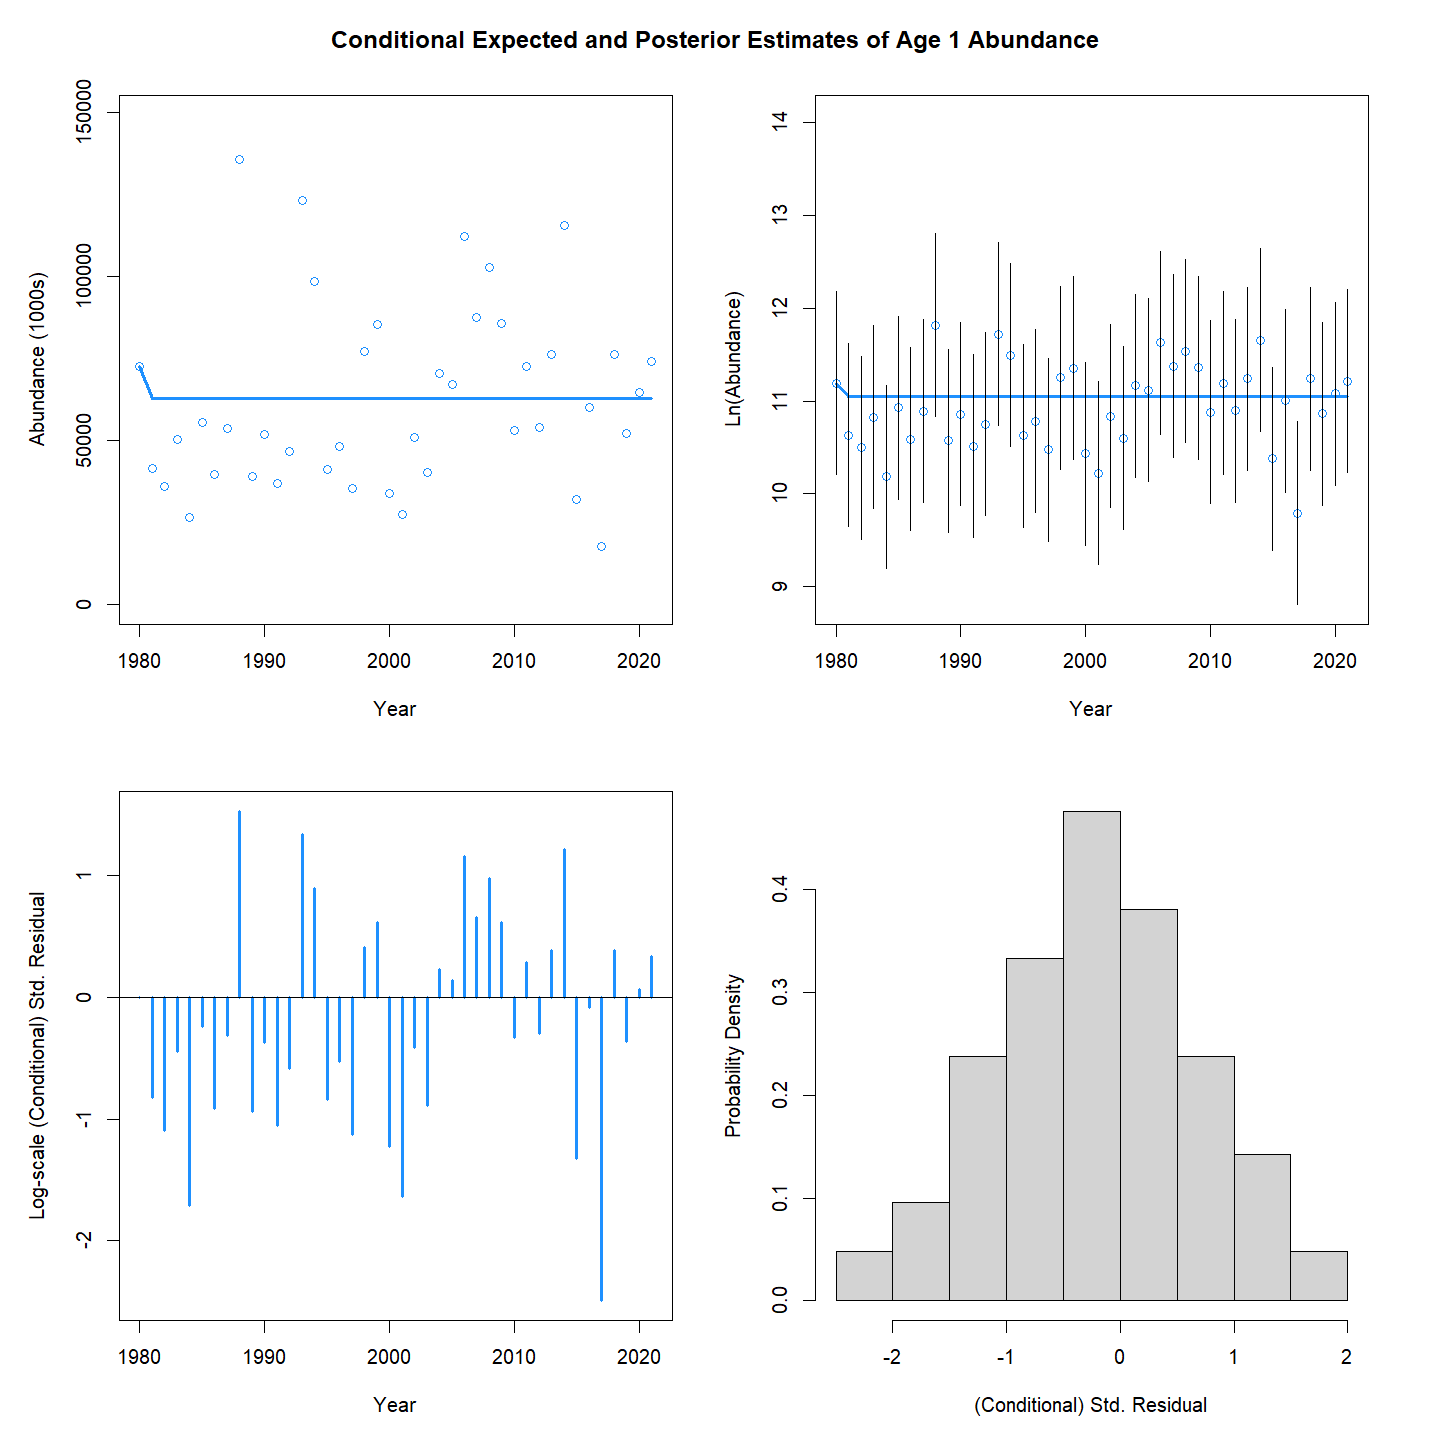 Conditional Expected and Posterior Estimates of Age 1 Abundance
Abundance (1000s)
150000
100000
50000
0
1980 1990 2000 2010 2020
Year
Ln(Abundance)
14
13
12
11
10
9
1980 1990 2000 2010 2020
Year
Log-scale (Conditional) Std. Residual
1
0
-1
-2
1980 1990 2000 2010 2020
Year
Probability Density
0.4
0.3
0.2
0.1
0.0
-2 -1 0 1 2
(Conditional) Std. Residual